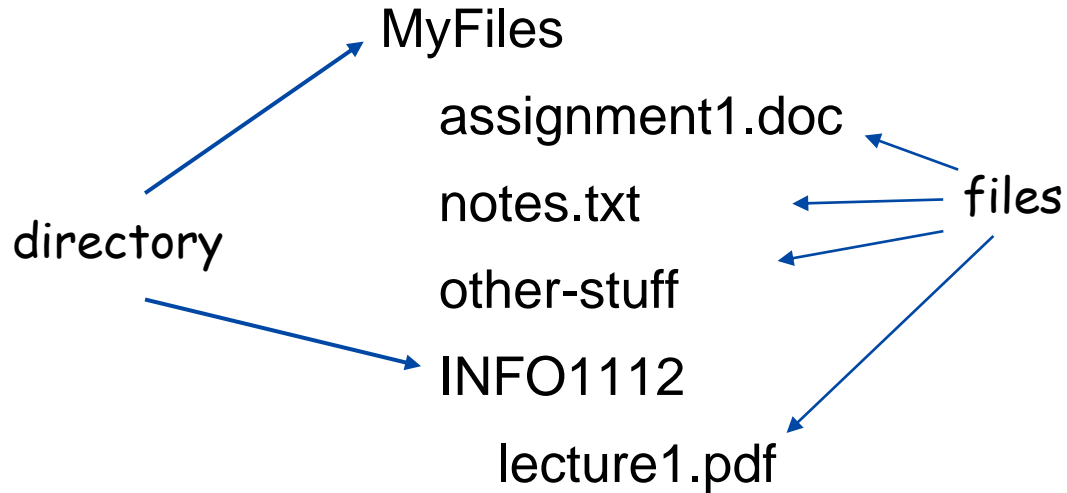 MyFiles
assignment1.doc
notes.txt
files
directory
other-stuff
INFO1112
lecture1.pdf